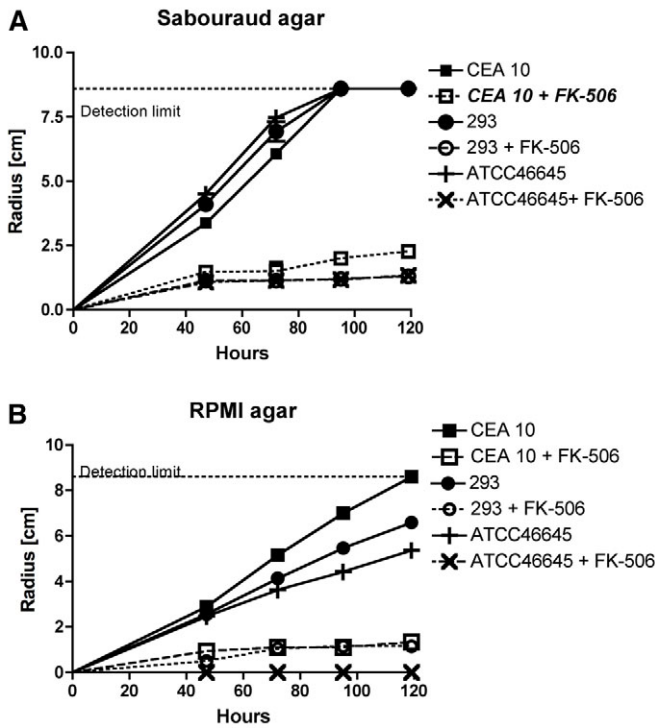 A
Sabouraud agar
10.0
7.5
5.0
2.5
0.0
Radius [cm]
Detection limit
0 20 40 60 80 100 120
Hours
CEA 10
CEA 10 + FK-506
293
293 + FK-506
ATCC46645
ATCC46645+ FK-506
B
RPMI agar
10
8
6
4
2
0
Radius [cm]
Detection limit
0 20 40 60 80 100 120
Hours
CEA 10
CEA 10 + FK-506
293
293 + FK-506
ATCC46645
ATCC46645 + FK-506